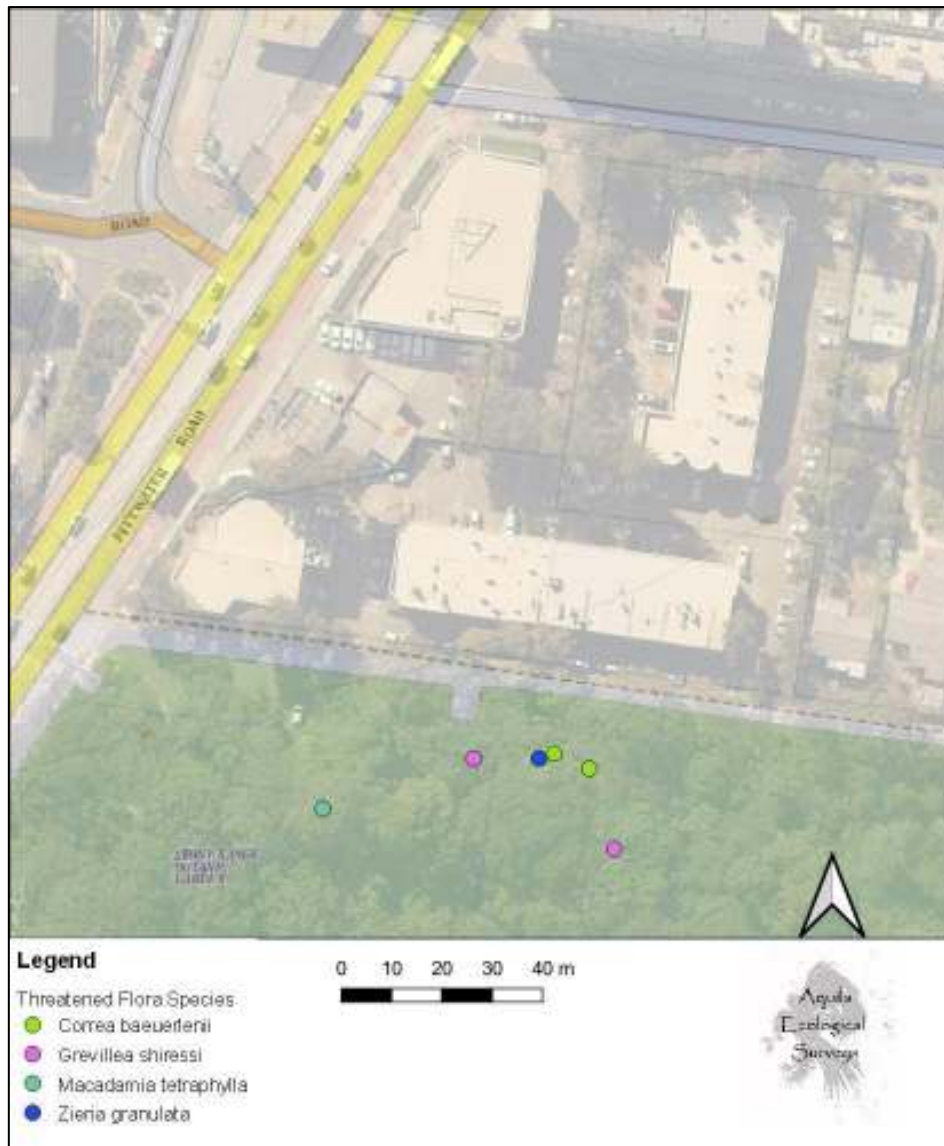 ROAD
PITTWATER ROAD
Legend
0 10 20 30 40 m
Threatened Flora Species
Correa baeuerlenii
Grevillea shiressi
Macadamia tetraphylla
Zieria granulata
Aquila
Ecological
Surveys